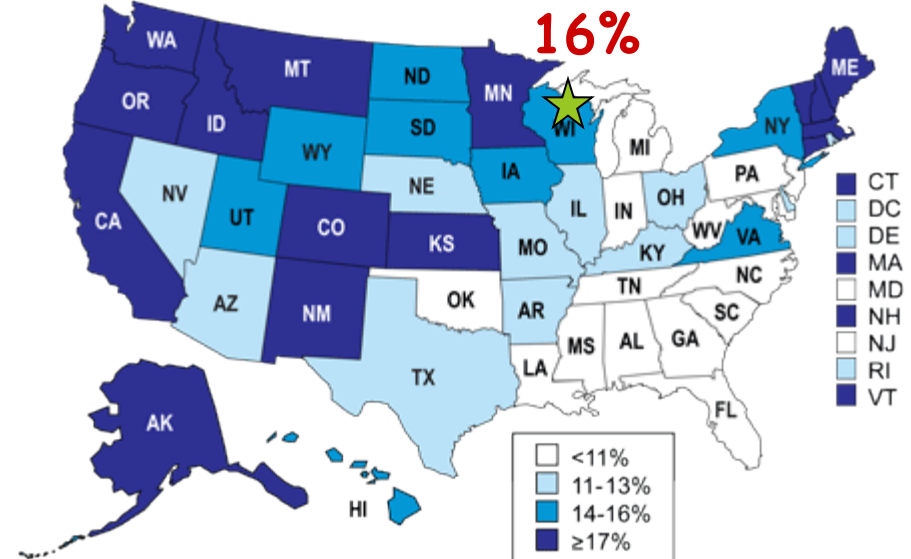 16%
WA
MT
ND
MN
ME
OR
ID
SD
WI
NY
WY
MI
IA
PA
NV
NE
OH
CT
UT
IL
IN
DC
CA
CO
WV
VA
DE
KS
MO
KY
MA
AZ
OK
TN
NC
MD
NM
AR
SC
NH
MS
AL
GA
NJ
TX
LA
RI
VT
FL
AK
HI
<11%
11-13%
14-16%
≥17%